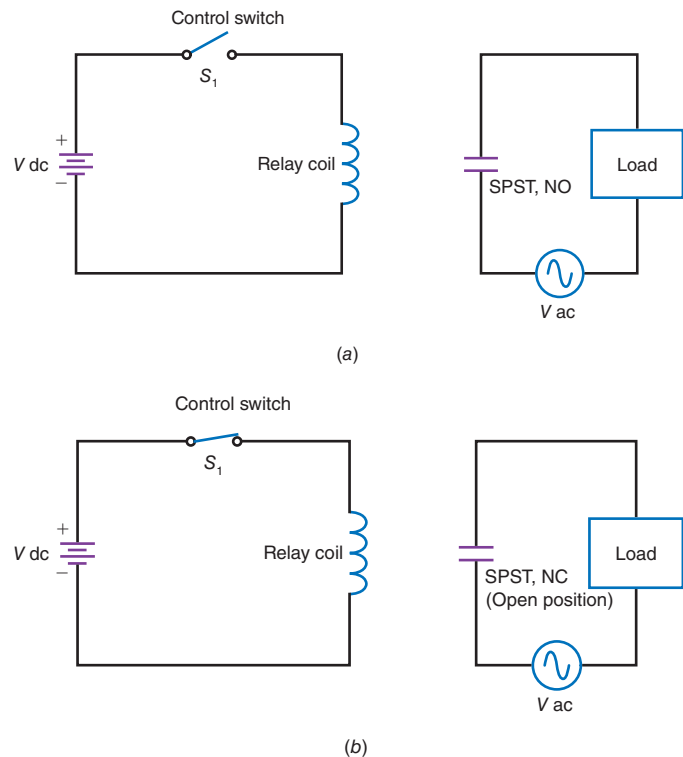 Control switch
S1
+
V dc
−
Relay coil
SPST, NO
Load
V ac
(a)
Control switch
S1
+
V dc
−
Relay coil
SPST, NC
(Open position)
Load
V ac
(b)